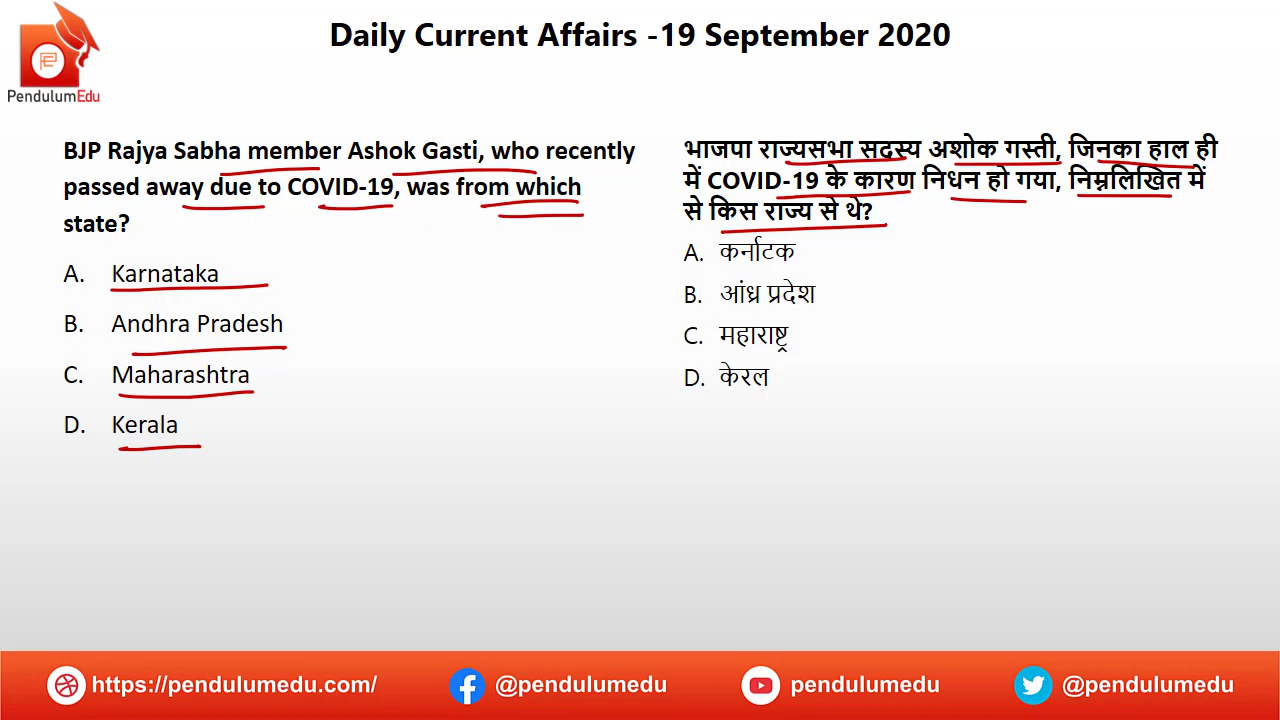 Daily Current Affairs -19 September 2020
PendulumEdu
BJP Rajya Sabha member Ashok Gasti, who recently
passed away due to COVID-19, was from which
state?
A. Karnataka
B. Andhra Pradesh
C. Maharashtra
D. Kerala
भाजपा राज्यसभा सदस्य अशोक गस्ती, जिनका हाल ही
में COVID-19 के कारण निधन हो गया, निम्नलिखित में
से किस राज्य से थे?
A. कर्नाटक
B. आंध्र प्रदेश
C. महाराष्ट्र
D. केरल
https://pendulumedu.com/
@pendulumedu
pendulumedu
@pendulumedu